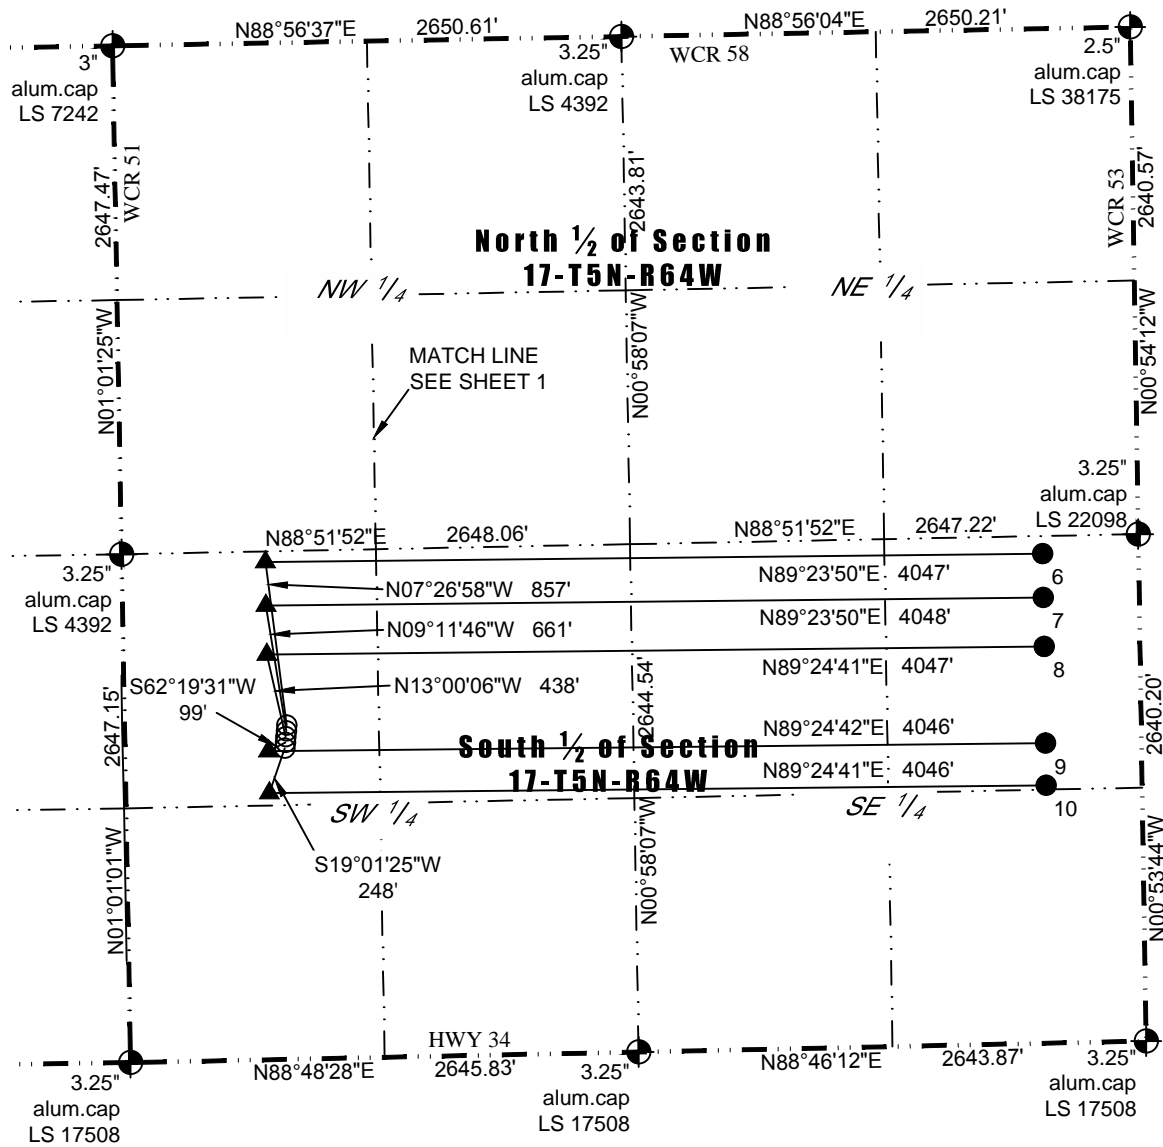 N88°56'37"E 2650.61'
N88°56'04"E 2650.21'
3"
alum.cap
LS 7242
3.25"
alum.cap
LS 4392
WCR 58
2.5"
alum.cap
LS 38175
2647.47'
WCR 51
2643.81'
WCR 53
2640.57'
North ½ of Section
17-T5N-R64W
NW 1/4
NE 1/4
N01°01'25"W
N00°58'07"W
N00°54'12"W
MATCH LINE
SEE SHEET 1
3.25"
alum.cap
LS 22098
N88°51'52"E 2648.06'
N88°51'52"E 2647.22'
3.25"
alum.cap
LS 4392
N89°23'50"E 4047'
6
N07°26'58"W 857'
N89°23'50"E 4048'
7
N09°11'46"W 661'
N89°24'41"E 4047'
8
N13°00'06"W 438'
S62°19'31"W
99'
2647.15'
2644.54'
2640.20'
N89°24'42"E 4046'
9
South ½ of Section
17-T5N-R64W
N89°24'41"E 4046'
10
SW 1/4
SE 1/4
S19°01'25"W
248'
N01°01'01"W
N00°58'07"W
N00°53'44"W
HWY 34
N88°48'28"E 2645.83'
N88°46'12"E 2643.87'
3.25"
alum.cap
LS 17508
3.25"
alum.cap
LS 17508
3.25"
alum.cap
LS 17508